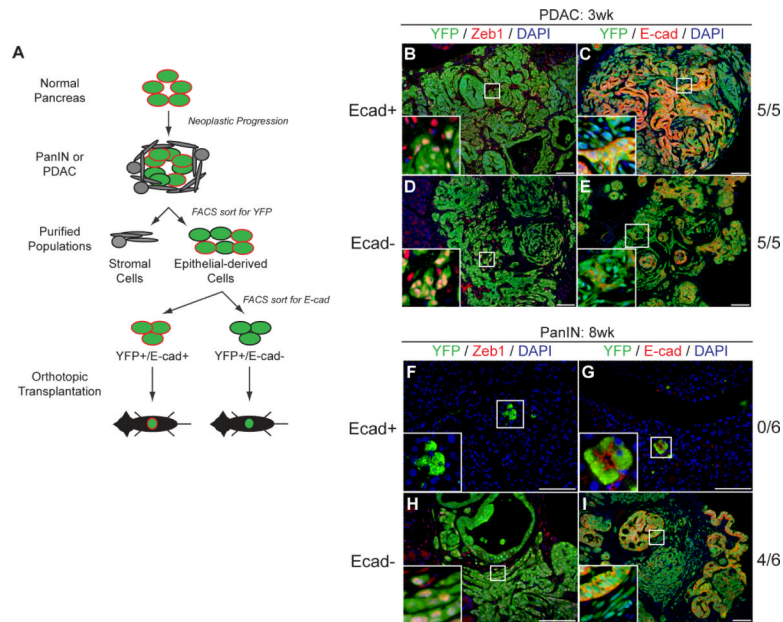 PDAC: 3wk
YFP / Zeb1 / DAPI
YFP / E-cad / DAPI
A
Normal
Pancreas
Neoplastic Progression
PanIN or
PDAC
FACS sort for YFP
Purified
Populations
Stromal
Cells
Epithelial-derived
Cells
FACS sort for E-cad
YFP+/E-cad+
YFP+/E-cad-
Orthotopic
Transplantation
B
C
Ecad+
5/5
D
E
Ecad-
5/5
PanIN: 8wk
YFP / Zeb1 / DAPI
YFP / E-cad / DAPI
F
G
Ecad+
0/6
H
I
Ecad-
4/6